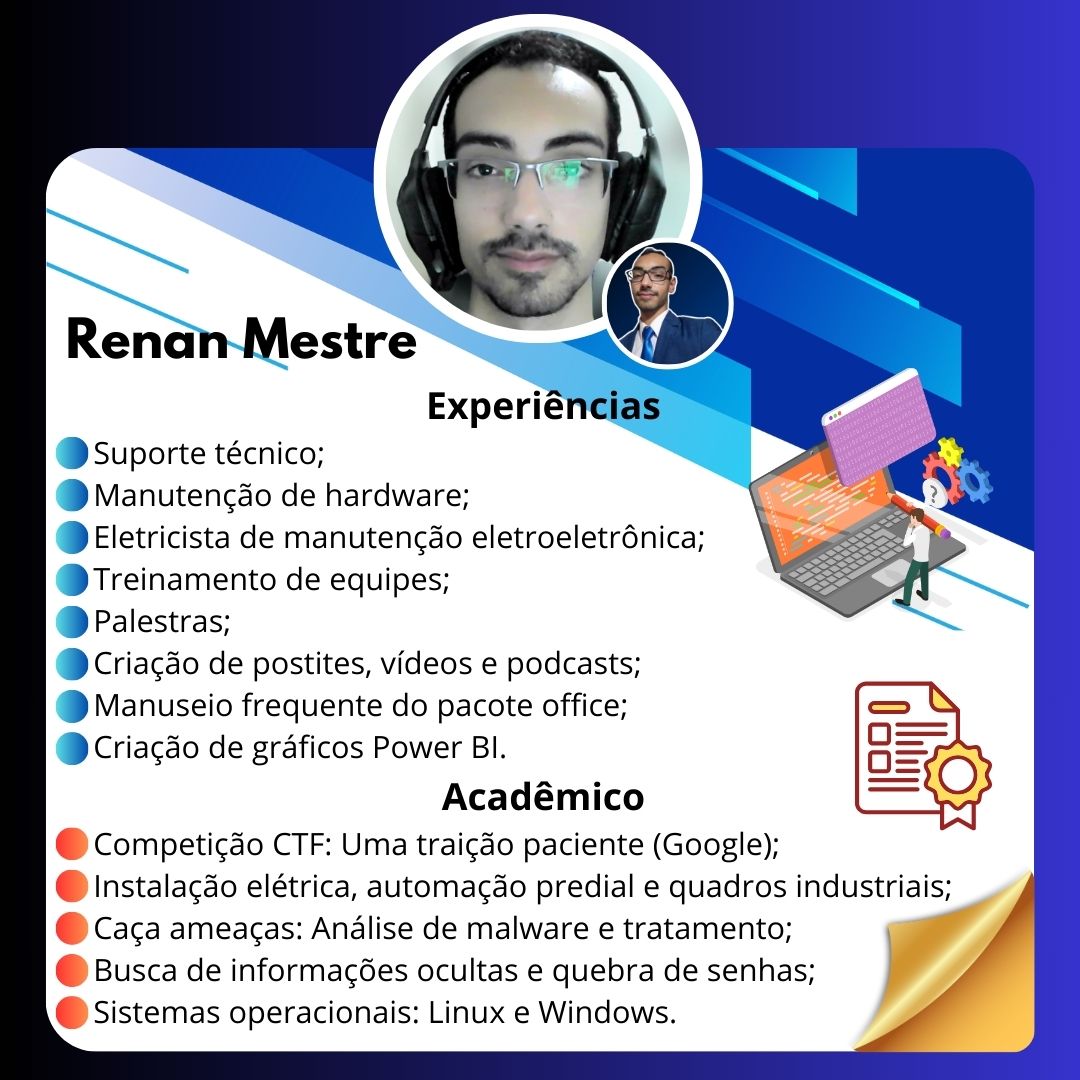 Renan Mestre
Experiências
Suporte técnico;
Manutenção de hardware;
Eletricista de manutenção eletroeletrônica;
Treinamento de equipes;
Palestras;
Criação de postites, vídeos e podcasts;
Manuseio frequente do pacote office;
Criação de gráficos Power BI.
Acadêmico
Competição CTF: Uma traição paciente (Google);
Instalação elétrica, automação predial e quadros industriais;
Caça ameaças: Análise de malware e tratamento;
Busca de informações ocultas e quebra de senhas;
Sistemas operacionais: Linux e Windows.